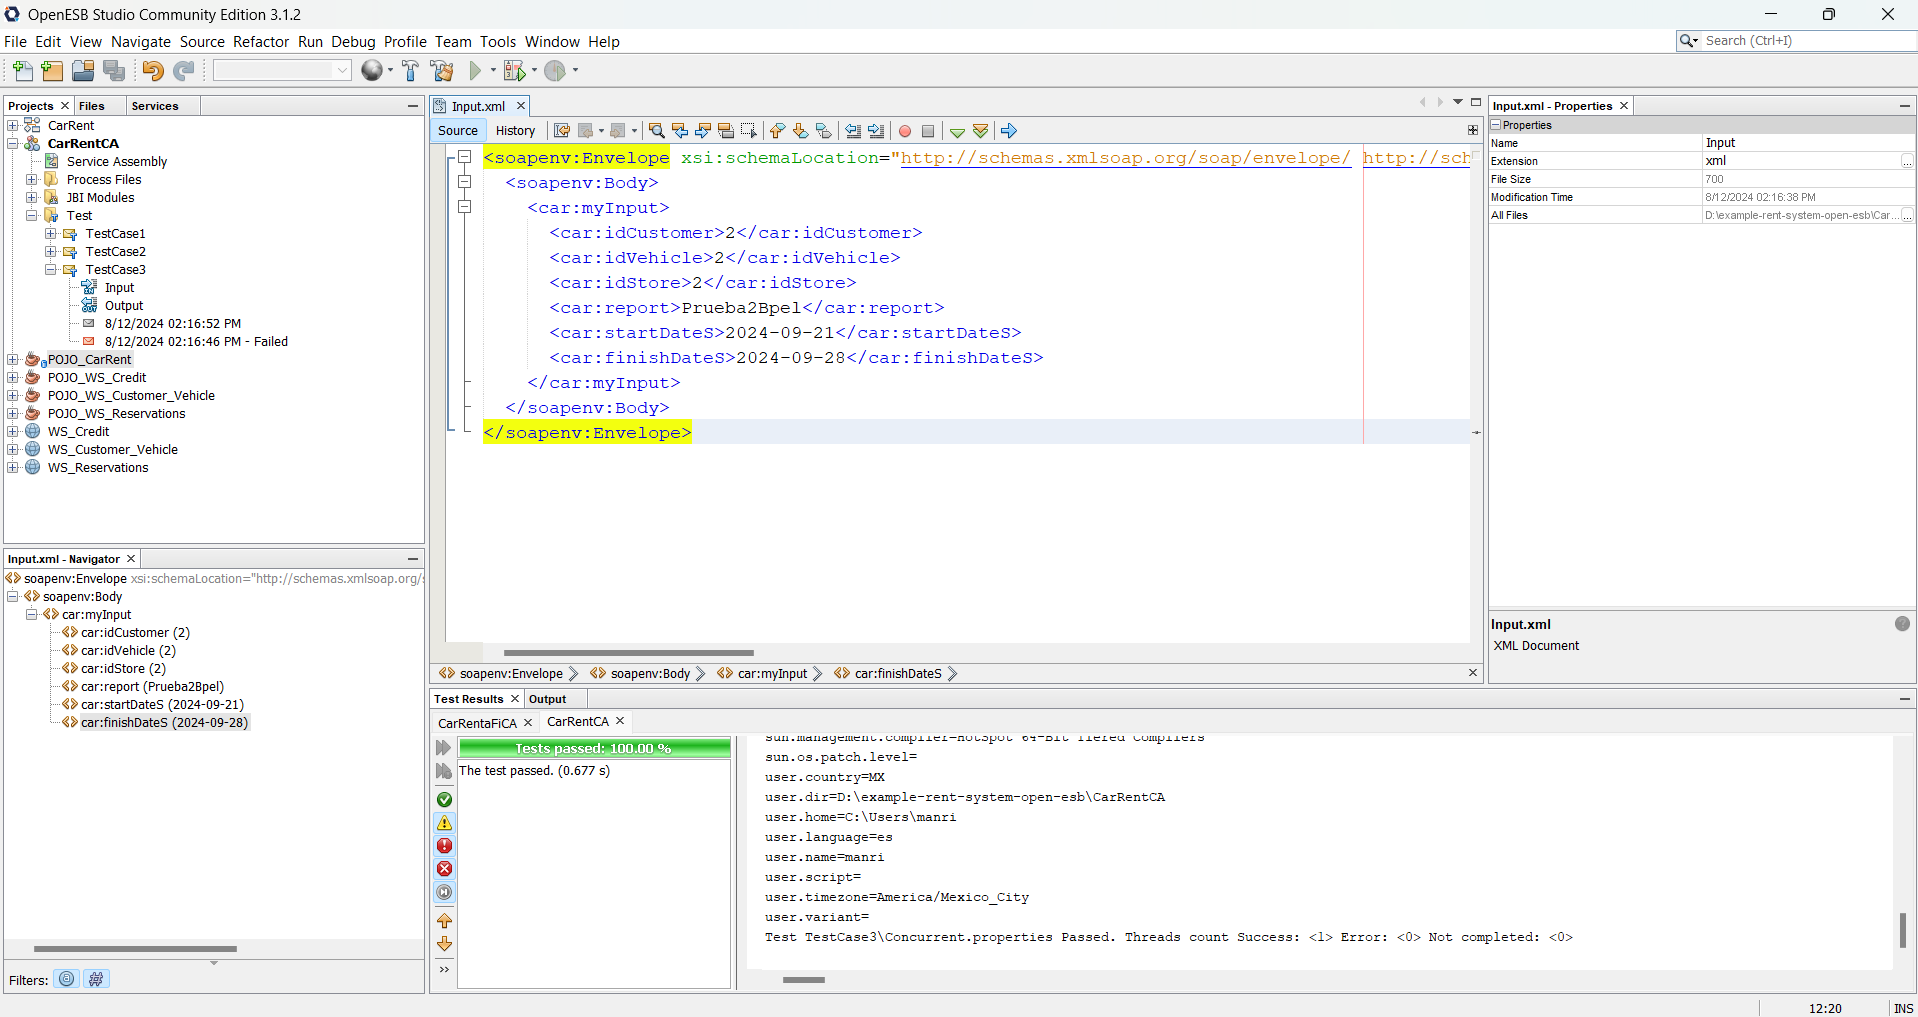 OpenESB Studio Community Edition 3.1.2
File Edit View Navigate Source Refactor Run Debug Profile Team Tools Window Help
Search (Ctrl+I)
Projects Files Services
CarRent
CarRentCA
Service Assembly
Process Files
JBI Modules
Test
TestCase1
TestCase2
TestCase3
Input
Output
8/12/2024 02:16:52 PM
8/12/2024 02:16:46 PM - Failed
POJO_CarRent
POJO_WS_Credit
POJO_WS_Customer_Vehicle
POJO_WS_Reservations
WS_Credit
WS_Customer_Vehicle
WS_Reservations
Input.xml - Navigator
soapenv:Envelope xsi:schemaLocation="http://schemas.xmlsoap.org/
soapenv:Body
car:myInput
car:idCustomer (2)
car:idVehicle (2)
car:idStore (2)
car:report (Prueba2Bpel)
car:startDateS (2024-09-21)
car:finishDateS (2024-09-28)
Filters:
Input.xml
Source History
<soapenv:Envelope xsi:schemaLocation="http://schemas.xmlsoap.org/soap/envelope/ http://sch
<soapenv:Body>
<car:myInput>
<car:idCustomer>2</car:idCustomer>
<car:idVehicle>2</car:idVehicle>
<car:idStore>2</car:idStore>
<car:report>Prueba2Bpel</car:report>
<car:startDateS>2024-09-21</car:startDateS>
<car:finishDateS>2024-09-28</car:finishDateS>
</car:myInput>
</soapenv:Body>
</soapenv:Envelope>
soapenv:Envelope soapenv:Body car:myInput car:finishDateS
Input.xml - Properties
Properties
Name Input
Extension xml ...
File Size 700
Modification Time 8/12/2024 02:16:38 PM
All Files D:\example-rent-system-open-esb\Car... ...
Input.xml
XML Document
Test Results Output
CarRentaFiCA CarRentCA
Tests passed: 100.00 %
The test passed. (0.677 s)
sun.management.compiler=HotSpot 64-Bit Tiered Compilers
sun.os.patch.level=
user.country=MX
user.dir=D:\example-rent-system-open-esb\CarRentCA
user.home=C:\Users\manri
user.language=es
user.name=manri
user.script=
user.timezone=America/Mexico_City
user.variant=
Test TestCase3\Concurrent.properties Passed. Threads count Success: <1> Error: <0> Not completed: <0>
12:20 INS